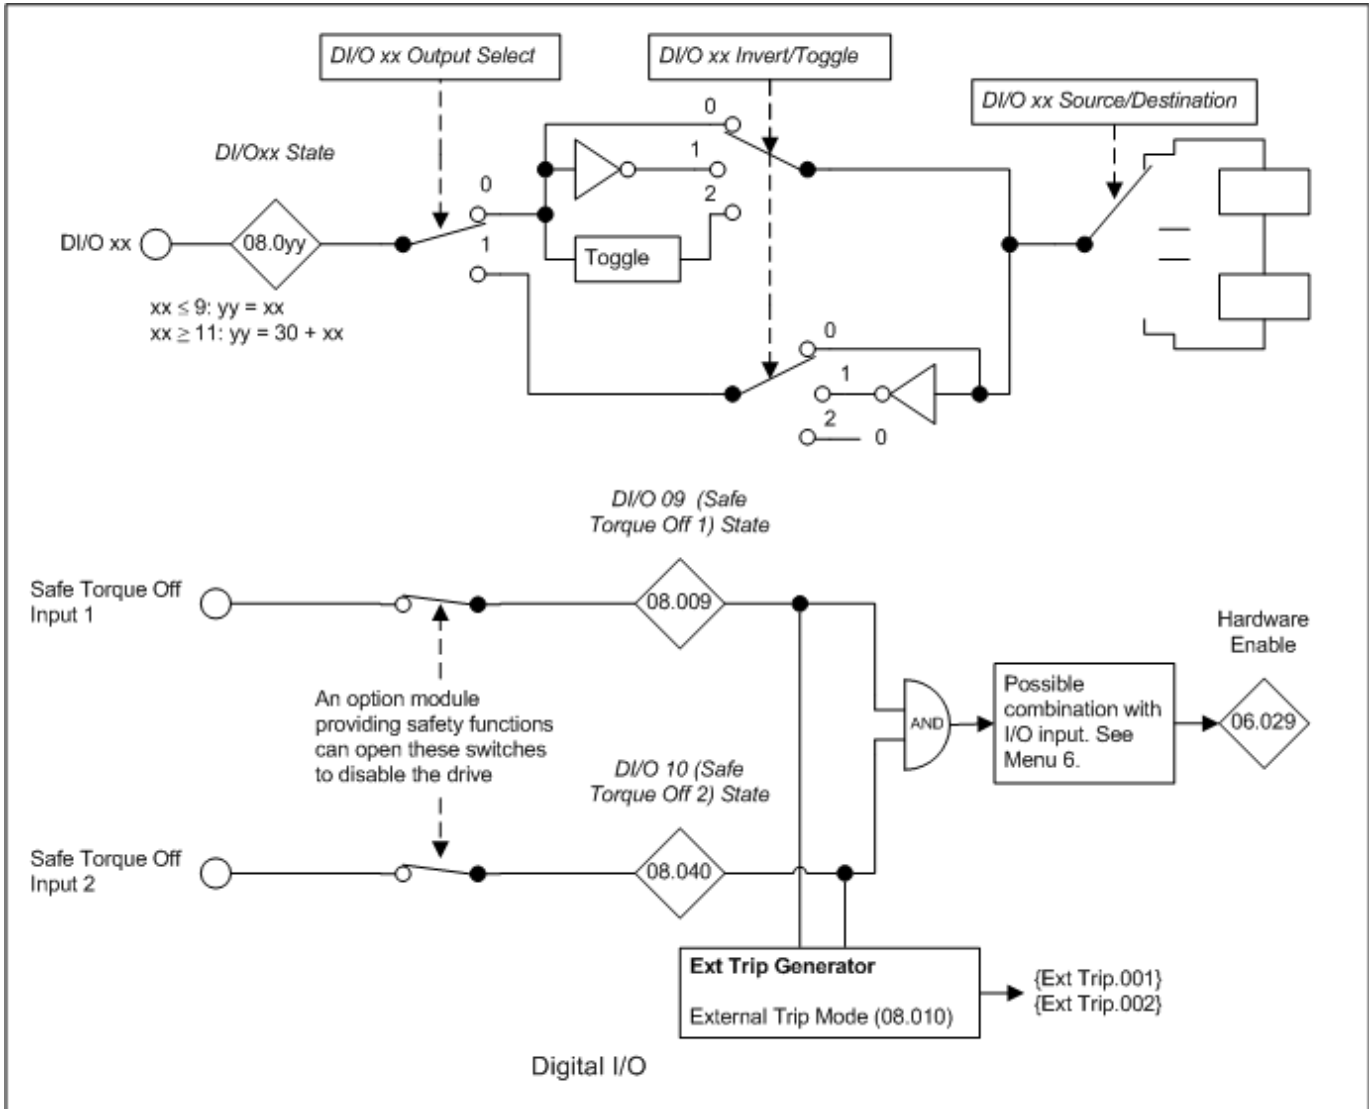 DI/O xx Output Select
DI/O xx Invert/Toggle
DI/O xx Source/Destination
0
DI/Oxx State
1
0
2
DI/O xx
08.0yy
1
Toggle
xx ≤ 9: yy = xx
xx ≥ 11: yy = 30 + xx
0
1
2
0
DI/O 09 (Safe
Torque Off 1) State
Safe Torque Off
Input 1
08.009
Hardware
Enable
An option module
providing safety functions
can open these switches
to disable the drive
AND
Possible
combination with
I/O input. See
Menu 6.
06.029
DI/O 10 (Safe
Torque Off 2) State
Safe Torque Off
Input 2
08.040
Ext Trip Generator
External Trip Mode (08.010)
{Ext Trip.001}
{Ext Trip.002}
Digital I/O